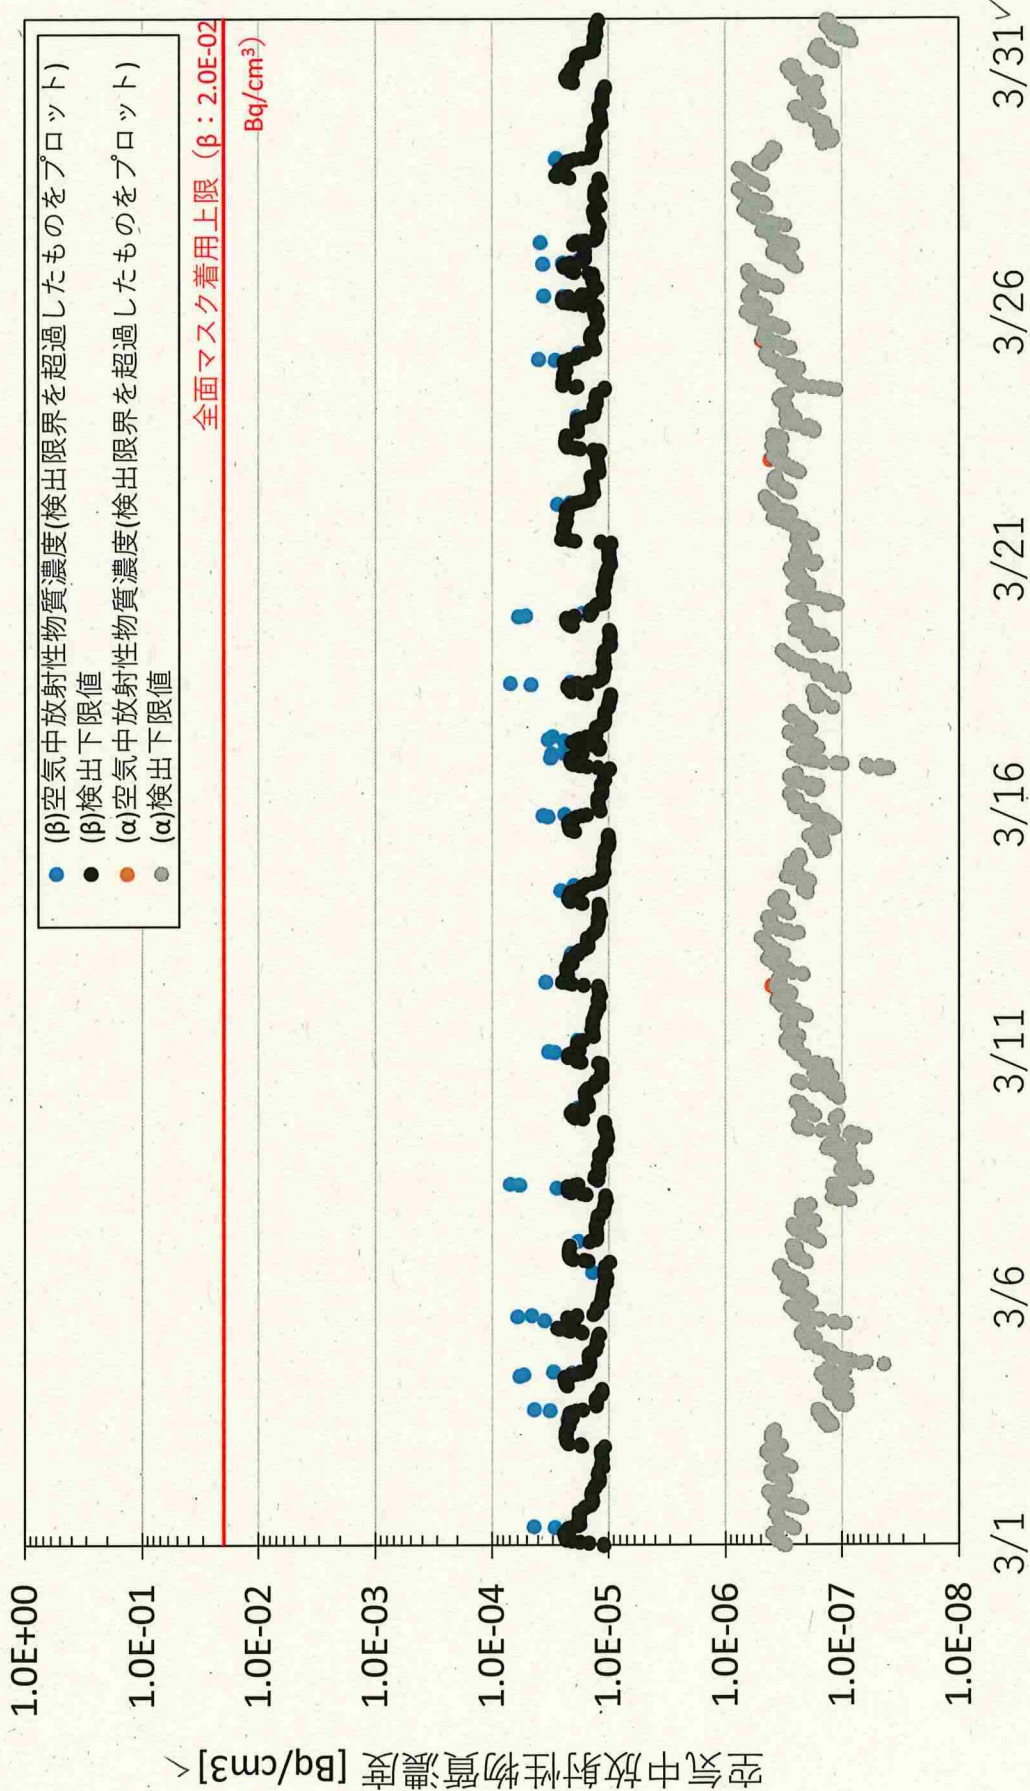 (β)空気中放射性物質濃度(検出限界を超過したものをプロット)
(β)検出下限値
(α)空気中放射性物質濃度(検出限界を超過したものをプロット)
(α)検出下限値
全面マスク着用上限（β：2.0E-02
Bq/cm³）
1.0E+00
1.0E-01
1.0E-02
1.0E-03
1.0E-04
1.0E-05
1.0E-06
1.0E-07
1.0E-08
空気中放射性物質濃度 [Bq/cm3]
3/1
3/6
3/11
3/16
3/21
3/26
3/31